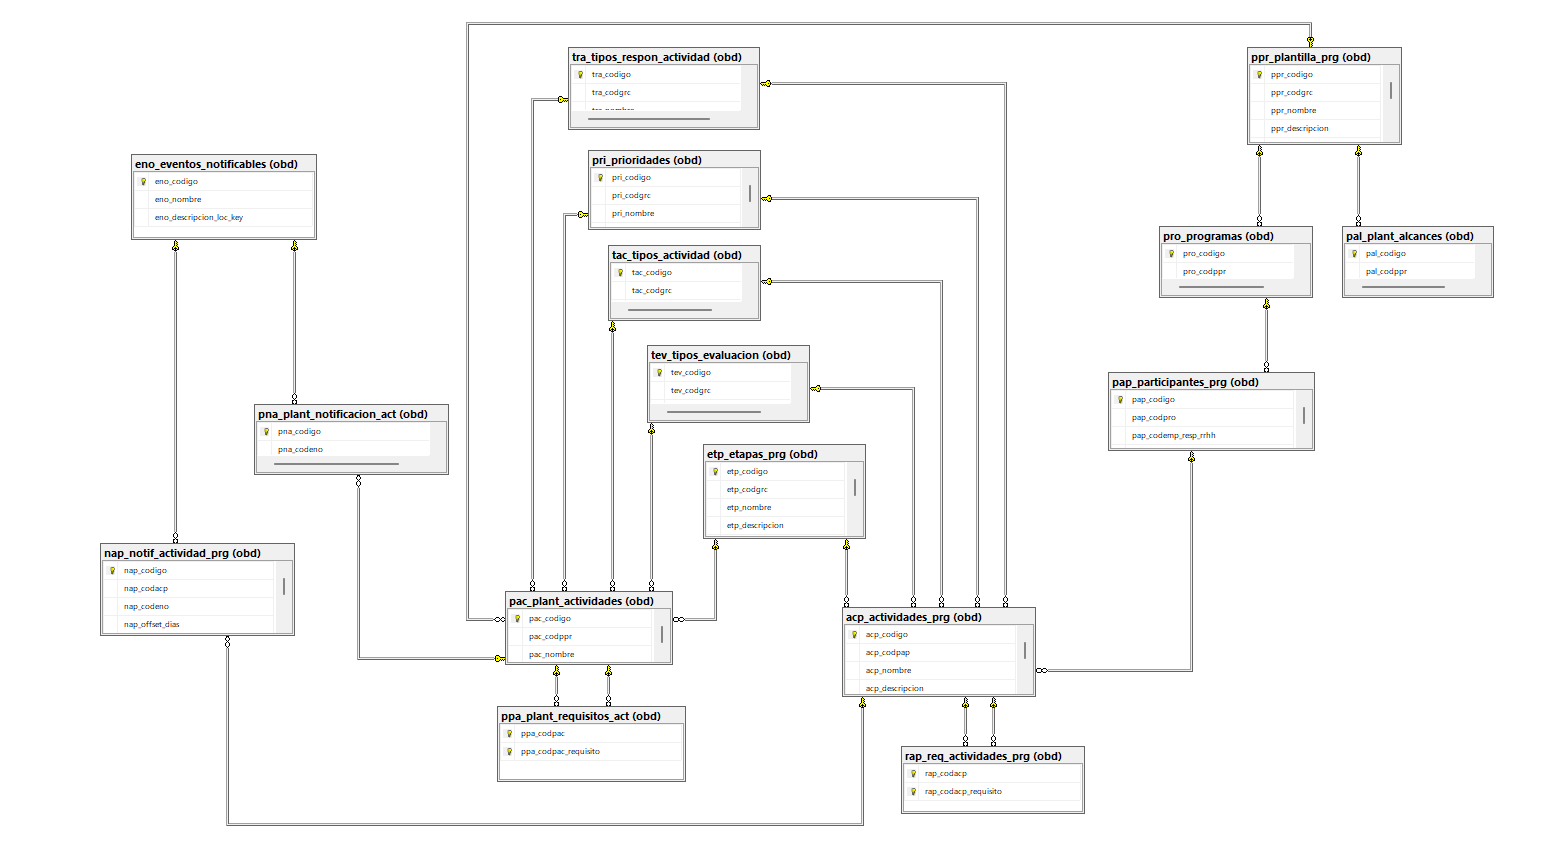 tra_tipos_respon_actividad (obd)
tra_codigo
tra_codgrc
tra_nombre
ppr_plantilla_prg (obd)
ppr_codigo
ppr_codgrc
ppr_nombre
ppr_descripcion
eno_eventos_notificables (obd)
eno_codigo
eno_nombre
eno_descripcion_loc_key
pri_prioridades (obd)
pri_codigo
pri_codgrc
pri_nombre
pro_programas (obd)
pro_codigo
pro_codppr
pal_plant_alcances (obd)
pal_codigo
pal_codppr
tac_tipos_actividad (obd)
tac_codigo
tac_codgrc
tev_tipos_evaluacion (obd)
tev_codigo
tev_codgrc
pap_participantes_prg (obd)
pap_codigo
pap_codpro
pap_codemp_resp_rrhh
pna_plant_notificacion_act (obd)
pna_codigo
pna_codeno
etp_etapas_prg (obd)
etp_codigo
etp_codgrc
etp_nombre
etp_descripcion
nap_notif_actividad_prg (obd)
nap_codigo
nap_codacp
nap_codeno
nap_offset_dias
pac_plant_actividades (obd)
pac_codigo
pac_codppr
pac_nombre
acp_actividades_prg (obd)
acp_codigo
acp_codpap
acp_nombre
acp_descripcion
ppa_plant_requisitos_act (obd)
ppa_codpac
ppa_codpac_requisito
rap_req_actividades_prg (obd)
rap_codacp
rap_codacp_requisito